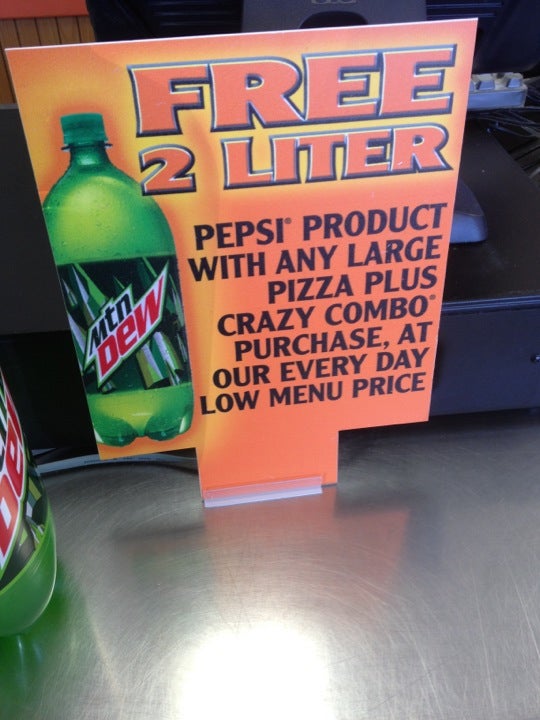 FREE
2 LITER
PEPSI® PRODUCT
WITH ANY LARGE
PIZZA PLUS
CRAZY COMBO®
PURCHASE, AT
OUR EVERY DAY
LOW MENU PRICE
Mtn
DEW